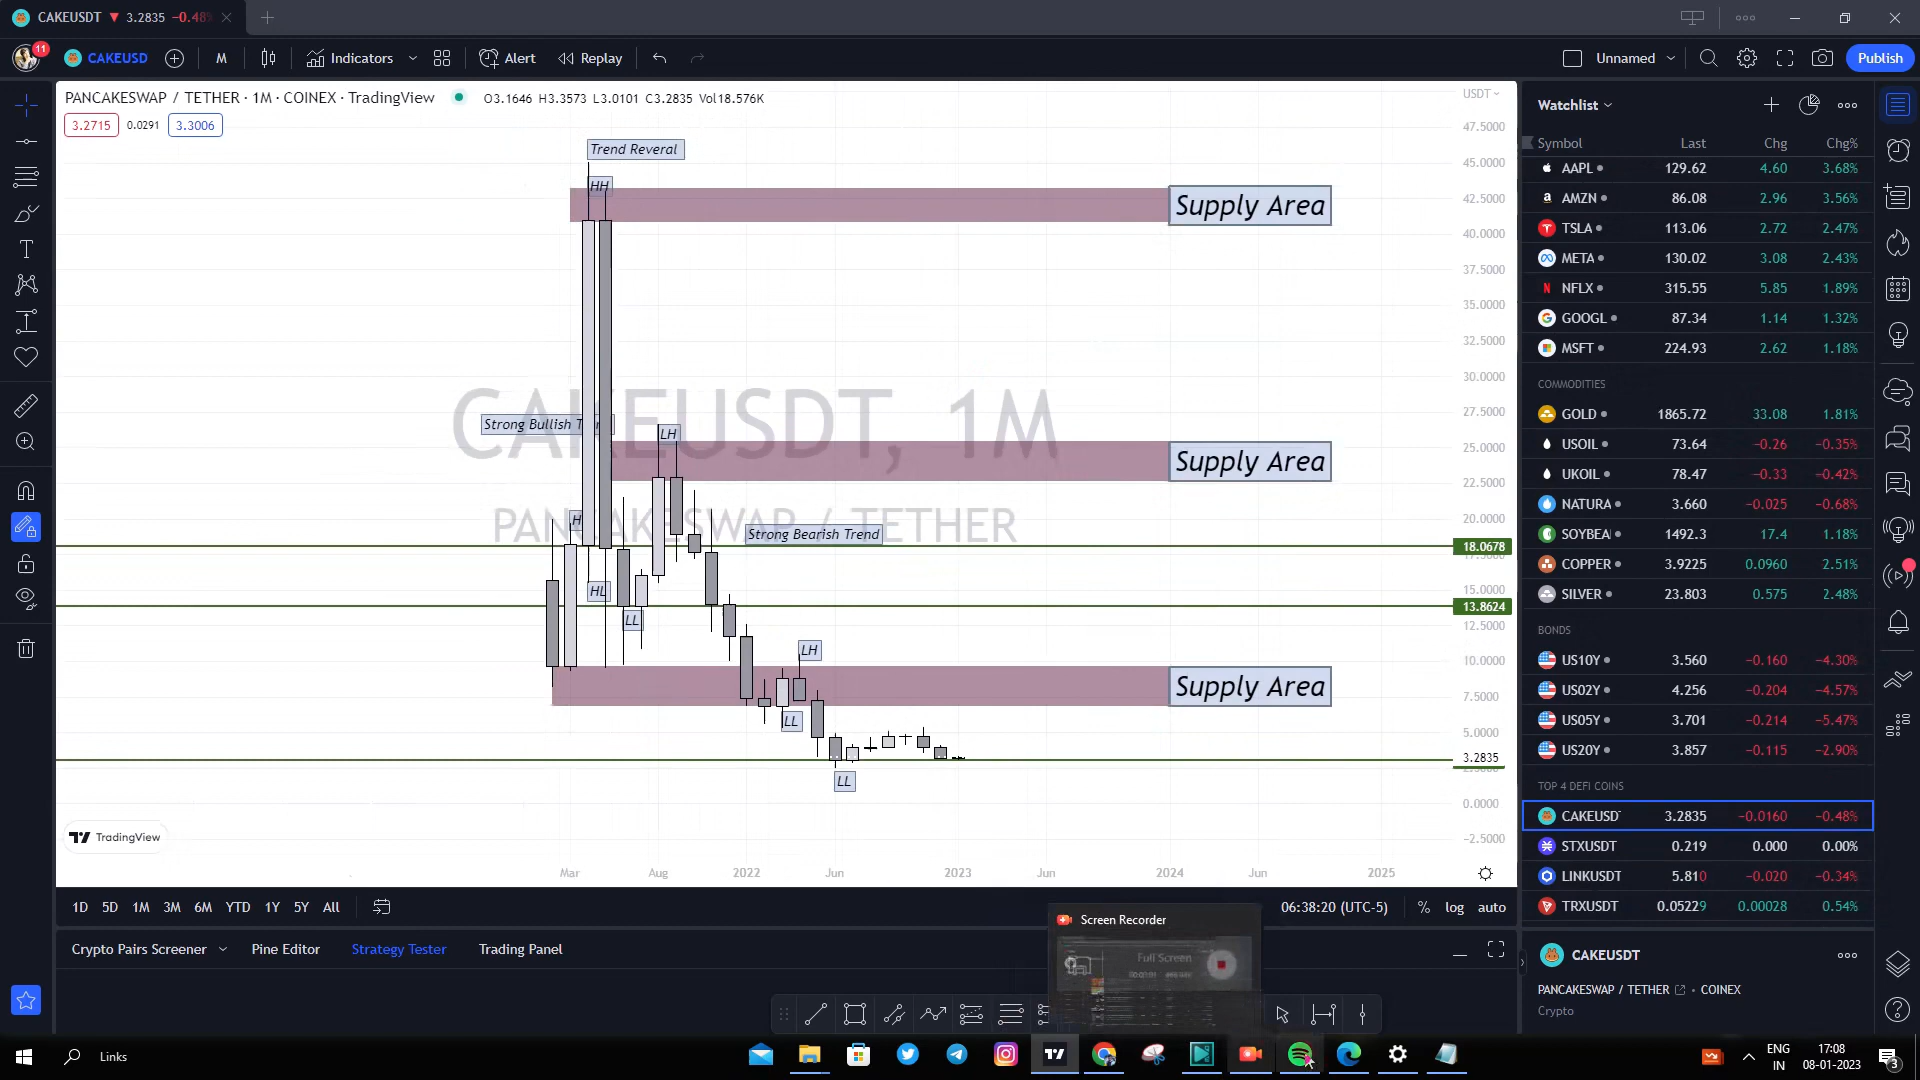 CAKEUSDT ▼ 3.2835 −0.48
11 CAKEUSD M Indicators Alert Replay Unnamed Publish
PANCAKESWAP / TETHER · 1M · COINEX · TradingView O3.1646 H3.3573 L3.0101 C3.2835 Vol18.576K
3.2715 0.0291 3.3006
USDT
47.5000
45.0000
42.5000
40.0000
37.5000
35.0000
32.5000
30.0000
27.5000
25.0000
22.5000
20.0000
18.0678
15.0000
13.8624
12.5000
10.0000
7.5000
5.0000
3.2835
0.0000
−2.5000
Trend Reveral
HH
Supply Area
CAKEUSDT, 1M
PANCAKESWAP / TETHER
Strong Bullish
LH
Supply Area
Strong Bearish Trend
HL
LL
LH
Supply Area
LL
LL
TradingView
Mar Aug 2022 Jun 2023 Jun 2024 Jun 2025
1D 5D 1M 3M 6M YTD 1Y 5Y All
06:38:20 (UTC-5) % log auto
Crypto Pairs Screener Pine Editor Strategy Tester Trading Panel
Screen Recorder
Full Screen
Watchlist
Symbol Last Chg Chg%
AAPL 129.62 4.60 3.68%
AMZN 86.08 2.96 3.56%
TSLA 113.06 2.72 2.47%
META 130.02 3.08 2.43%
NFLX 315.55 5.85 1.89%
GOOGL 87.34 1.14 1.32%
MSFT 224.93 2.62 1.18%
COMMODITIES
GOLD 1865.72 33.08 1.81%
USOIL 73.64 −0.26 −0.35%
UKOIL 78.47 −0.33 −0.42%
NATURA 3.660 −0.025 −0.68%
SOYBEA 1492.3 17.4 1.18%
COPPER 3.9225 0.0960 2.51%
SILVER 23.803 0.575 2.48%
BONDS
US10Y 3.560 −0.160 −4.30%
US02Y 4.256 −0.204 −4.57%
US05Y 3.701 −0.214 −5.47%
US20Y 3.857 −0.115 −2.90%
TOP 4 DEFI COINS
CAKEUSD 3.2835 −0.0160 −0.48%
STXUSDT 0.219 0.000 0.00%
LINKUSDT 5.810 −0.020 −0.34%
TRXUSDT 0.05229 0.00028 0.54%
CAKEUSDT
PANCAKESWAP / TETHER • COINEX
Crypto
Links
ENG
IN
17:08
08-01-2023
3